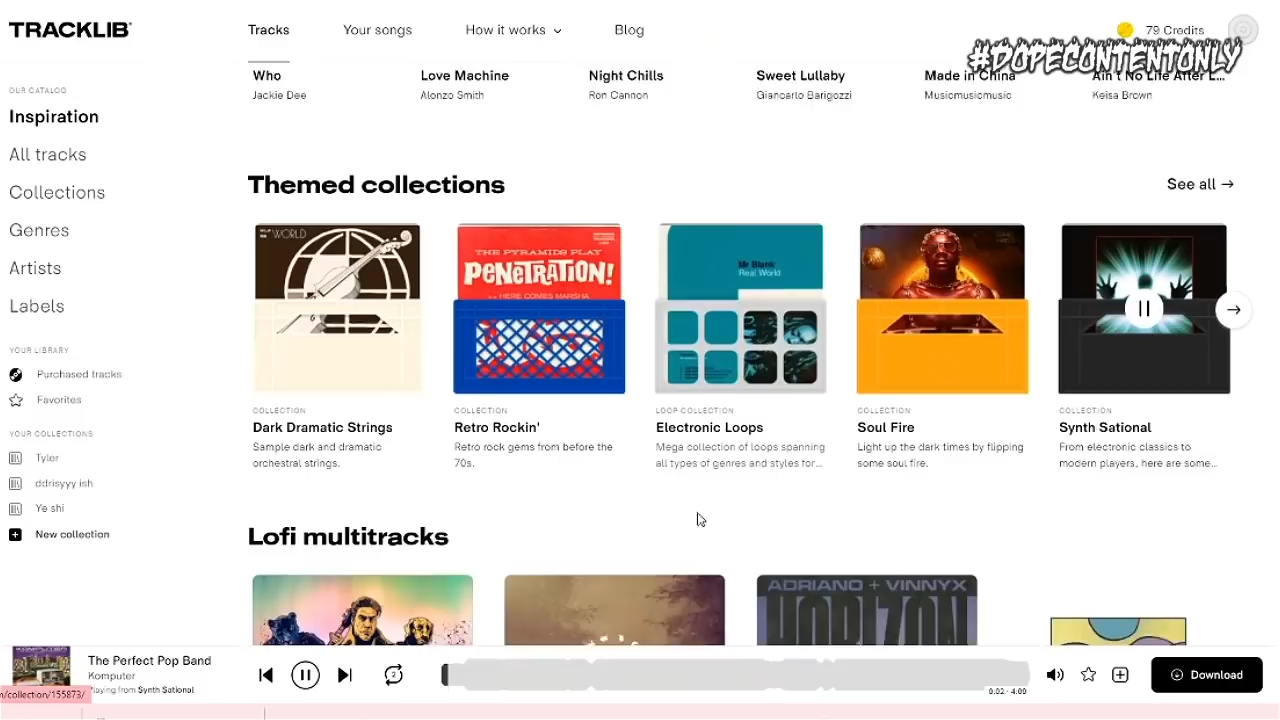 TRACKLIB
Tracks
Your songs
How it works
Blog
79 Credits
#DOPECONTENTONLY
OUR CATALOG
Inspiration
All tracks
Collections
Genres
Artists
Labels
YOUR LIBRARY
Purchased tracks
Favorites
YOUR COLLECTIONS
Tyler
ddrisyyy ish
Ye shi
New collection
Who
Jackie Dee
Love Machine
Alonzo Smith
Night Chills
Ron Cannon
Sweet Lullaby
Giancarlo Barigozzi
Made in China
Musicmusicmusic
Ain't No Life After L...
Keisa Brown
Themed collections
See all →
WORLD
THE PYRAMIDS PLAY
PENETRATION!
HERE COMES MARSHA
Mr Blank
Real World
COLLECTION
Dark Dramatic Strings
Sample dark and dramatic
orchestral strings.
COLLECTION
Retro Rockin'
Retro rock gems from before the
70s.
LOOP COLLECTION
Electronic Loops
Mega collection of loops spanning
all types of genres and styles for...
COLLECTION
Soul Fire
Light up the dark times by flipping
some soul fire.
COLLECTION
Synth Sational
From electronic classics to
modern players, here are some...
Lofi multitracks
ADRIANO + VINNYX
HORIZON
The Perfect Pop Band
Komputer
Playing from Synth Sational
m/collection/155873/
2
0:02 - 4:09
Download